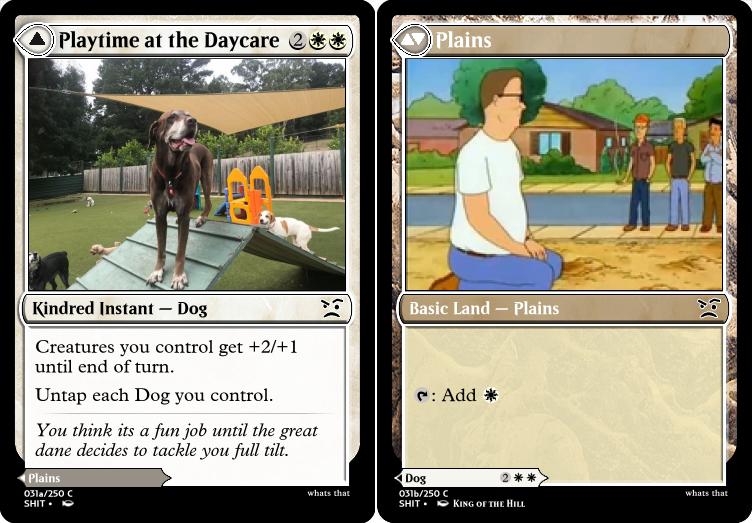 Playtime at the Daycare 2
Kindred Instant — Dog
Creatures you control get +2/+1
until end of turn.
Untap each Dog you control.
You think its a fun job until the great
dane decides to tackle you full tilt.
Plains
031a/250 C
SHIT •
whats that
Plains
Basic Land — Plains
: Add
Dog 2
031b/250 C
SHIT • KING OF THE HILL
whats that